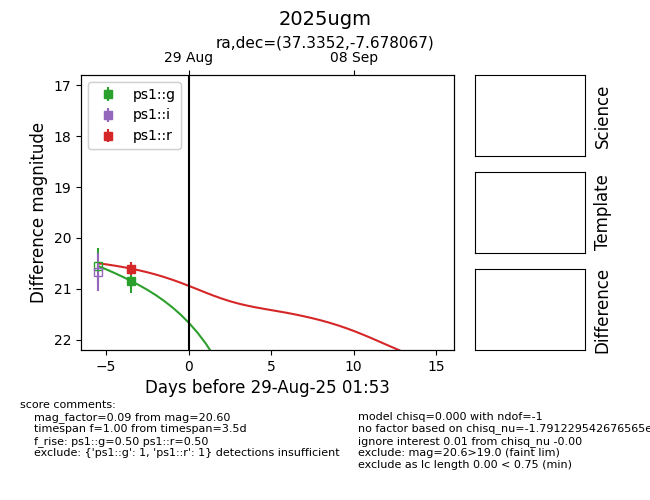 2025ugm
ra,dec=(37.3352,-7.678067)
29 Aug
08 Sep
17
18
19
20
21
22
Difference magnitude
ps1::g
ps1::i
ps1::r
Science
Template
Difference
−5
0
5
10
15
Days before 29-Aug-25 01:53
score comments:
mag_factor=0.09 from mag=20.60
timespan f=1.00 from timespan=3.5d
f_rise: ps1::g=0.50 ps1::r=0.50
exclude: {'ps1::g': 1, 'ps1::r': 1} detections insufficient
model chisq=0.000 with ndof=-1
no factor based on chisq_nu=-1.791229542676565e
ignore interest 0.01 from chisq_nu -0.00
exclude: mag=20.6>19.0 (faint lim)
exclude as lc length 0.00 < 0.75 (min)